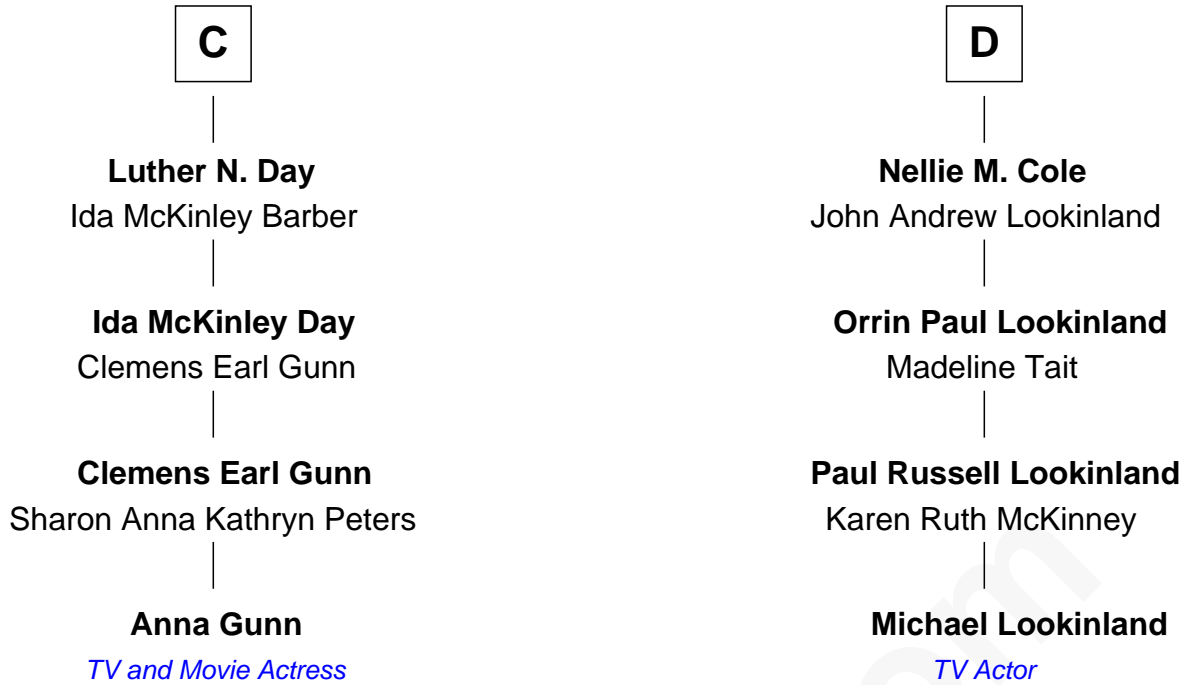 C
Luther N. Day
Ida McKinley Barber
Ida McKinley Day
Clemens Earl Gunn
Clemens Earl Gunn
Sharon Anna Kathryn Peters
Anna Gunn
TV and Movie Actress
D
Nellie M. Cole
John Andrew Lookinland
Orrin Paul Lookinland
Madeline Tait
Paul Russell Lookinland
Karen Ruth McKinney
Michael Lookinland
TV Actor
om